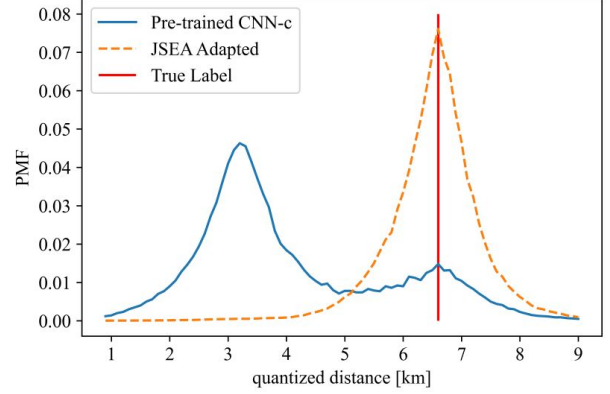 0.08
0.07
0.06
0.05
0.04
0.03
0.02
0.01
0.00
PMF
Pre-trained CNN-c
JSEA Adapted
True Label
1 2 3 4 5 6 7 8 9
quantized distance [km]